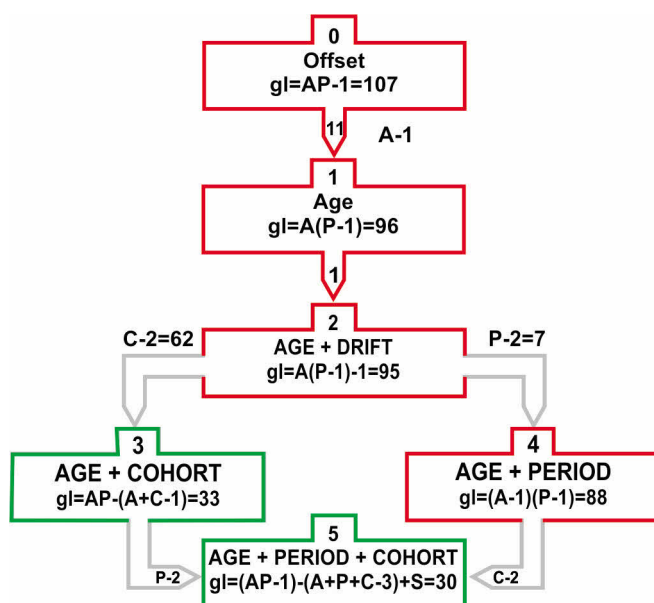 0
Offset
gl=AP-1=107
11
A-1
1
Age
gl=A(P-1)=96
1
2
C-2=62
AGE + DRIFT
P-2=7
gl=A(P-1)-1=95
3
AGE + COHORT
gl=AP-(A+C-1)=33
4
AGE + PERIOD
gl=(A-1)(P-1)=88
5
AGE + PERIOD + COHORT
P-2
gl=(AP-1)-(A+P+C-3)+S=30
C-2